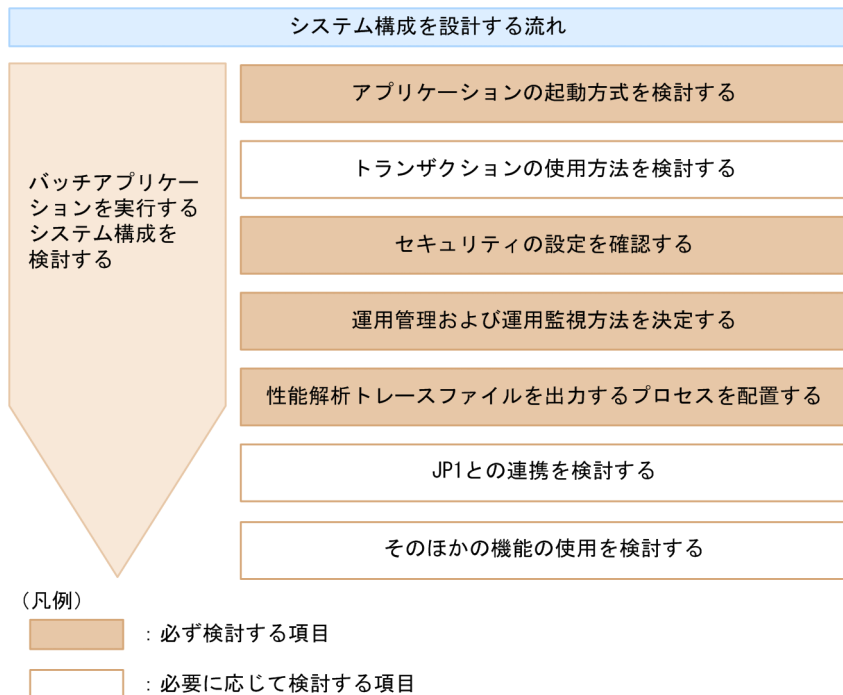 システム構成を設計する流れ
バッチアプリケー
ションを実行する
システム構成を
検討する
アプリケーションの起動方式を検討する
トランザクションの使用方法を検討する
セキュリティの設定を確認する
運用管理および運用監視方法を決定する
性能解析トレースファイルを出力するプロセスを配置する
JP1との連携を検討する
そのほかの機能の使用を検討する
（凡例）
：必ず検討する項目
：必要に応じて検討する項目